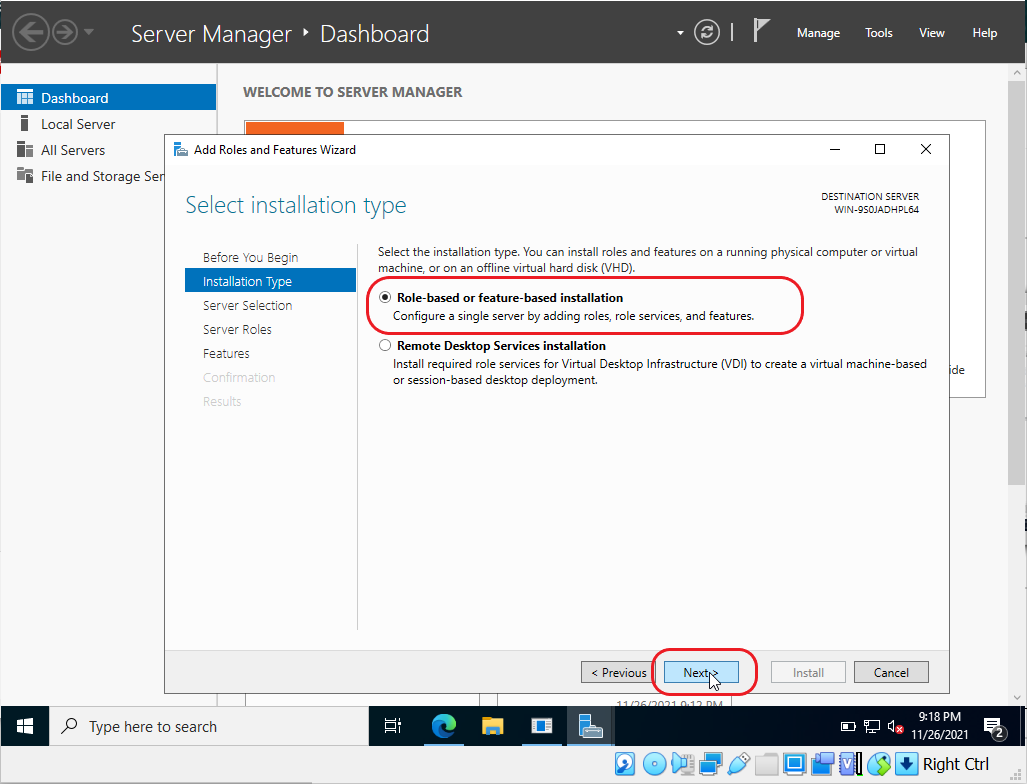 Server Manager ‣ Dashboard
Manage Tools View Help
Dashboard
Local Server
All Servers
File and Storage Ser
WELCOME TO SERVER MANAGER
Add Roles and Features Wizard
Select installation type
DESTINATION SERVER
WIN-9S0JADHPL64
Before You Begin
Installation Type
Server Selection
Server Roles
Features
Confirmation
Results
Select the installation type. You can install roles and features on a running physical computer or virtual
machine, or on an offline virtual hard disk (VHD).
Role-based or feature-based installation
Configure a single server by adding roles, role services, and features.
Remote Desktop Services installation
Install required role services for Virtual Desktop Infrastructure (VDI) to create a virtual machine-based
or session-based desktop deployment.
ide
< Previous Next > Install Cancel
11/26/2021 9:12 PM
Type here to search
9:18 PM
11/26/2021
2
Right Ctrl